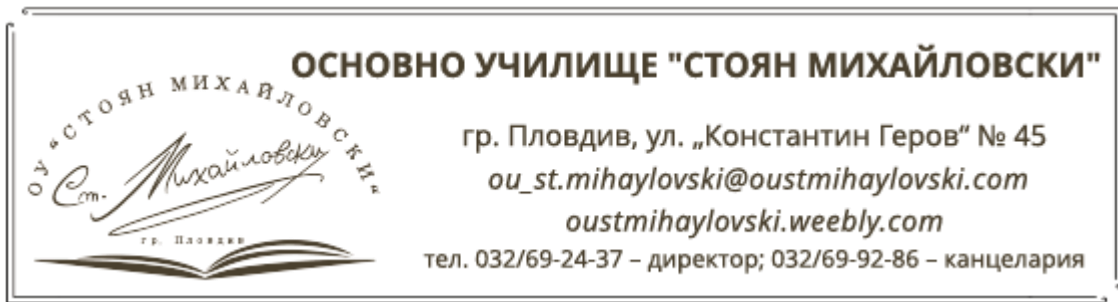 ОСНОВНО УЧИЛИЩЕ "СТОЯН МИХАЙЛОВСКИ"
ОУ "СТОЯН МИХАЙЛОВСКИ"
Ст. Михайловски
гр. Пловдив
гр. Пловдив, ул. „Константин Геров“ № 45
ou_st.mihaylovski@oustmihaylovski.com
oustmihaylovski.weebly.com
тел. 032/69-24-37 – директор; 032/69-92-86 – канцелария